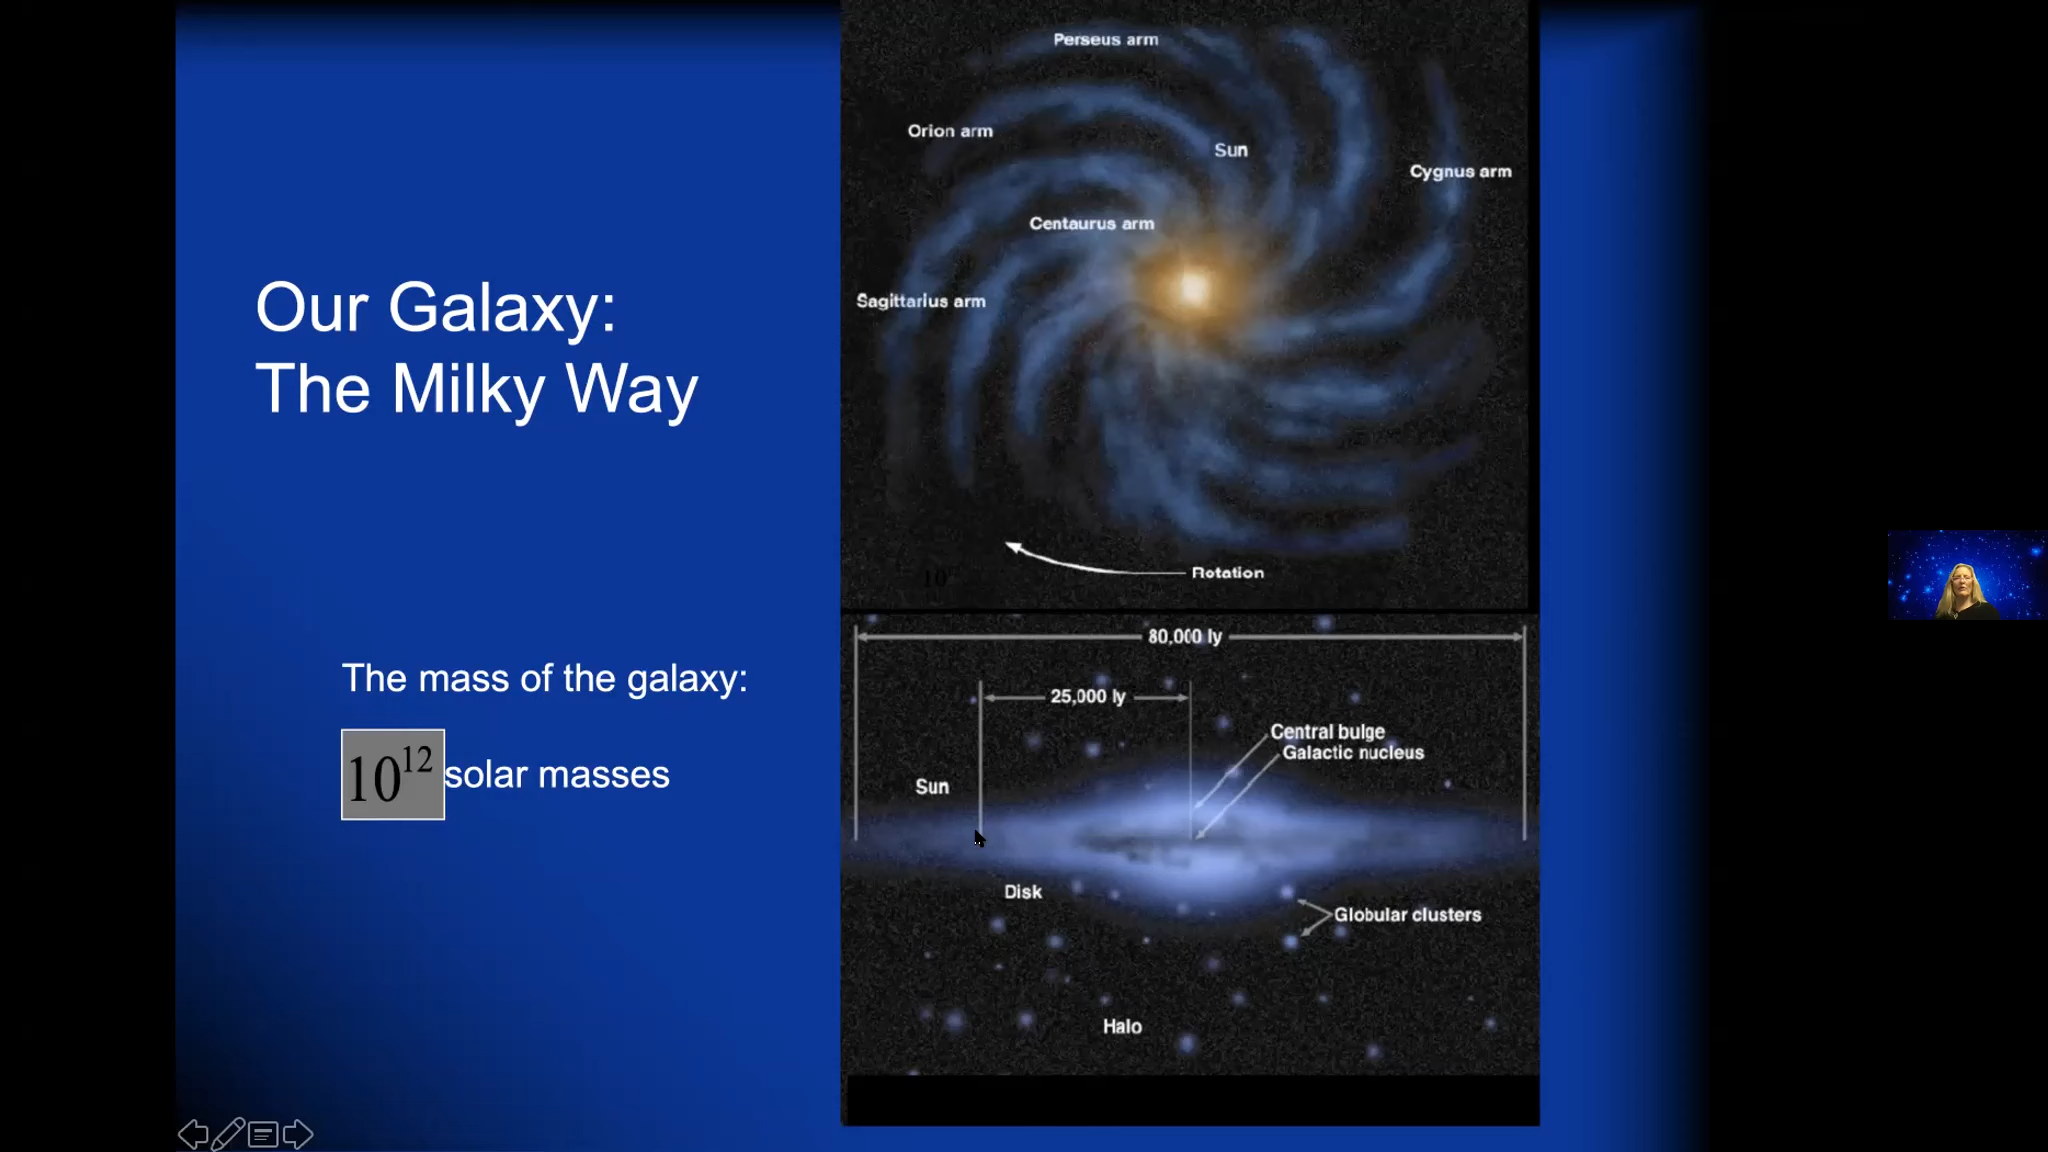 Our Galaxy:
The Milky Way
The mass of the galaxy:
10¹² solar masses
Perseus arm
Orion arm
Sun
Cygnus arm
Centaurus arm
Sagittarius arm
10
Rotation
80,000 ly
25,000 ly
Central bulge
Galactic nucleus
Sun
Disk
Globular clusters
Halo